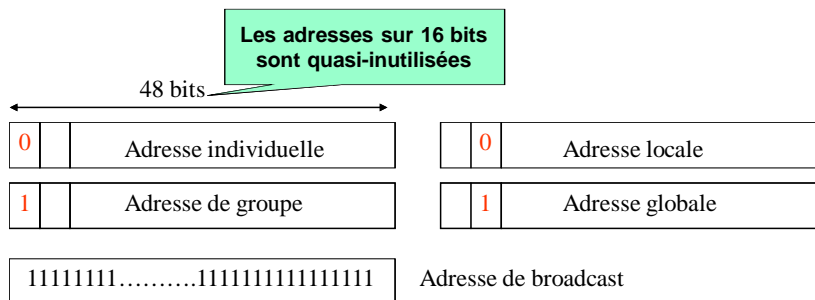 Les adresses sur 16 bits
sont quasi-inutilisées
48 bits
0 Adresse individuelle
0 Adresse locale
1 Adresse de groupe
1 Adresse globale
11111111……….11111111111111111 Adresse de broadcast